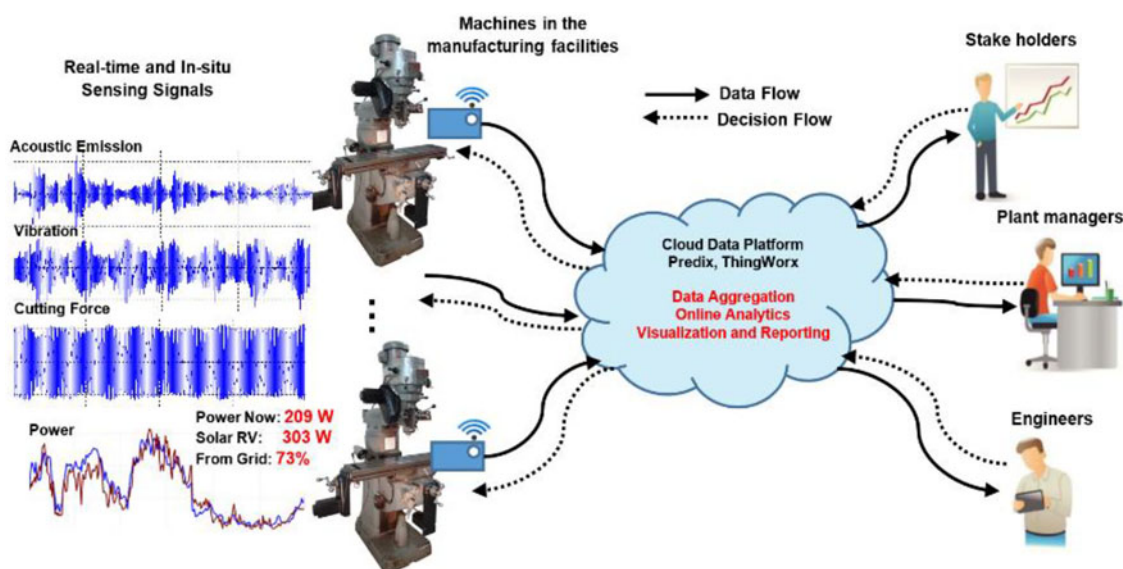 Real-time and In-situ
Sensing Signals
Acoustic Emission
Vibration
Cutting Force
Power
Power Now: 209 W
Solar RV: 303 W
From Grid: 73%
Machines in the
manufacturing facilities
Data Flow
Decision Flow
Cloud Data Platform
Predix, ThingWorx
Data Aggregation
Online Analytics
Visualization and Reporting
Stake holders
Plant managers
Engineers